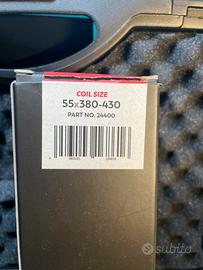 COIL SIZE
55x380-430
PART NO. 24400
subito